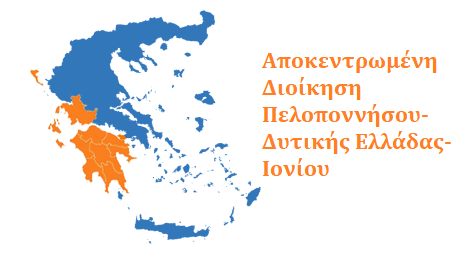 Αποκεντρωμένη
Διοίκηση
Πελοποννήσου-
Δυτικής Ελλάδας-
Ιονίου